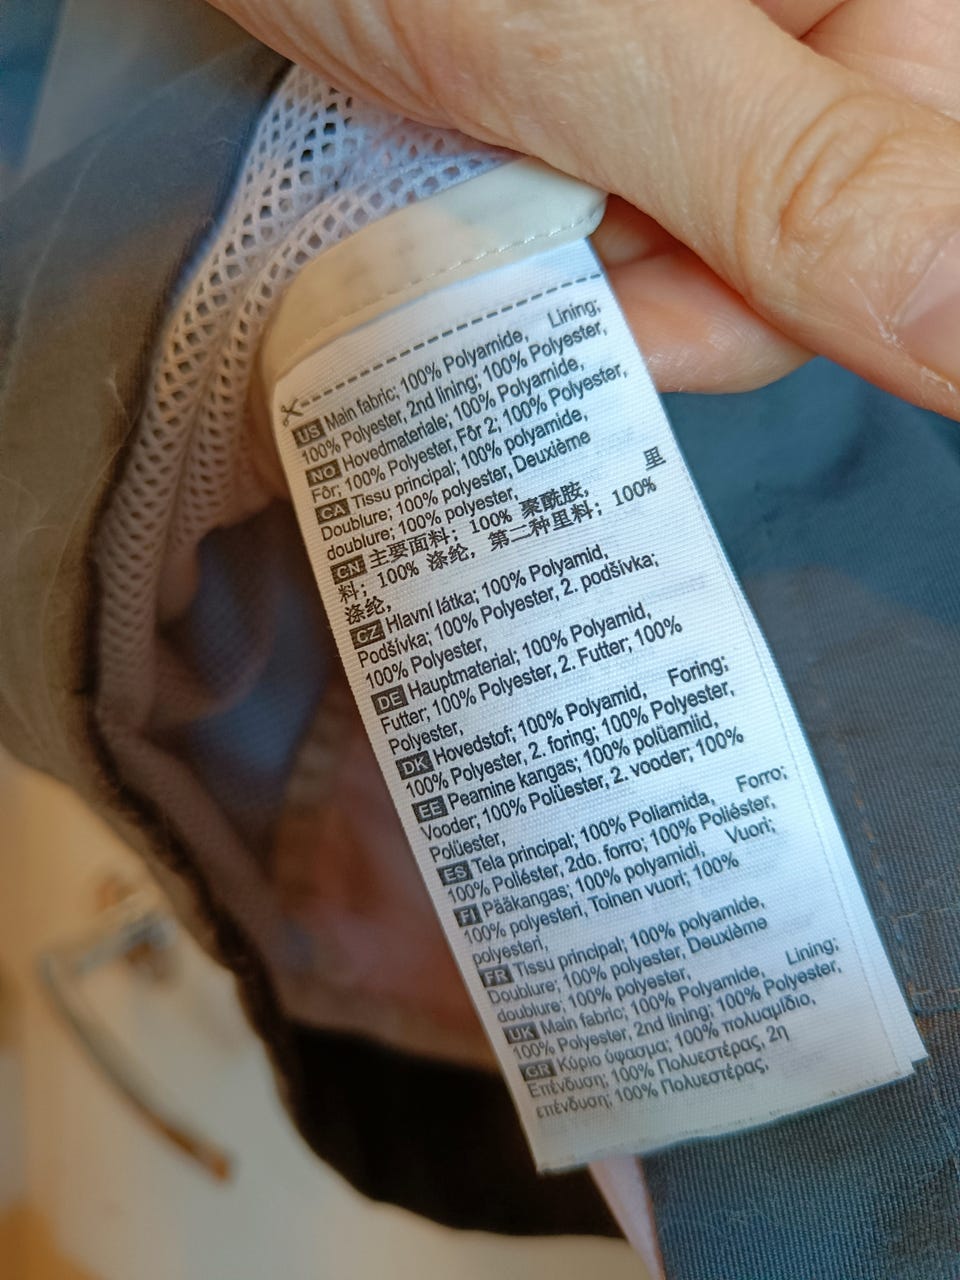 US Main fabric; 100% Polyamide, Lining;
100% Polyester, 2nd lining; 100% Polyester,
NO Hovedmateriale; 100% Polyamide,
Fôr; 100% Polyester, Fôr 2; 100% Polyester,
CA Tissu principal; 100% polyamide,
Doublure; 100% polyester, Deuxième
doublure; 100% polyester,
CN 主要面料; 100% 聚酰胺, 里
料; 100% 涤纶, 第二种里料; 100%
涤纶,
CZ Hlavní látka; 100% Polyamid,
Podšívka; 100% Polyester, 2. podšívka;
100% Polyester,
DE Hauptmaterial; 100% Polyamid,
Futter; 100% Polyester, 2. Futter; 100%
Polyester,
DK Hovedstof; 100% Polyamid, Foring;
100% Polyester, 2. foring; 100% Polyester,
EE Peamine kangas; 100% polüamiid,
Vooder; 100% Polüester, 2. vooder; 100%
Polüester,
ES Tela principal; 100% Poliamida, Forro;
100% Poliéster, 2do. forro; 100% Poliéster,
FI Pääkangas; 100% polyamidi, Vuori;
100% polyesteri, Toinen vuori; 100%
polyesteri,
FR Tissu principal; 100% polyamide,
Doublure; 100% polyester, Deuxième
doublure; 100% polyester,
UK Main fabric; 100% Polyamide, Lining;
100% Polyester, 2nd lining; 100% Polyester,
GR Κύριο ύφασμα; 100% πολυαμίδιο,
Επένδυση; 100% Πολυεστέρας, 2η
επένδυση; 100% Πολυεστέρας,